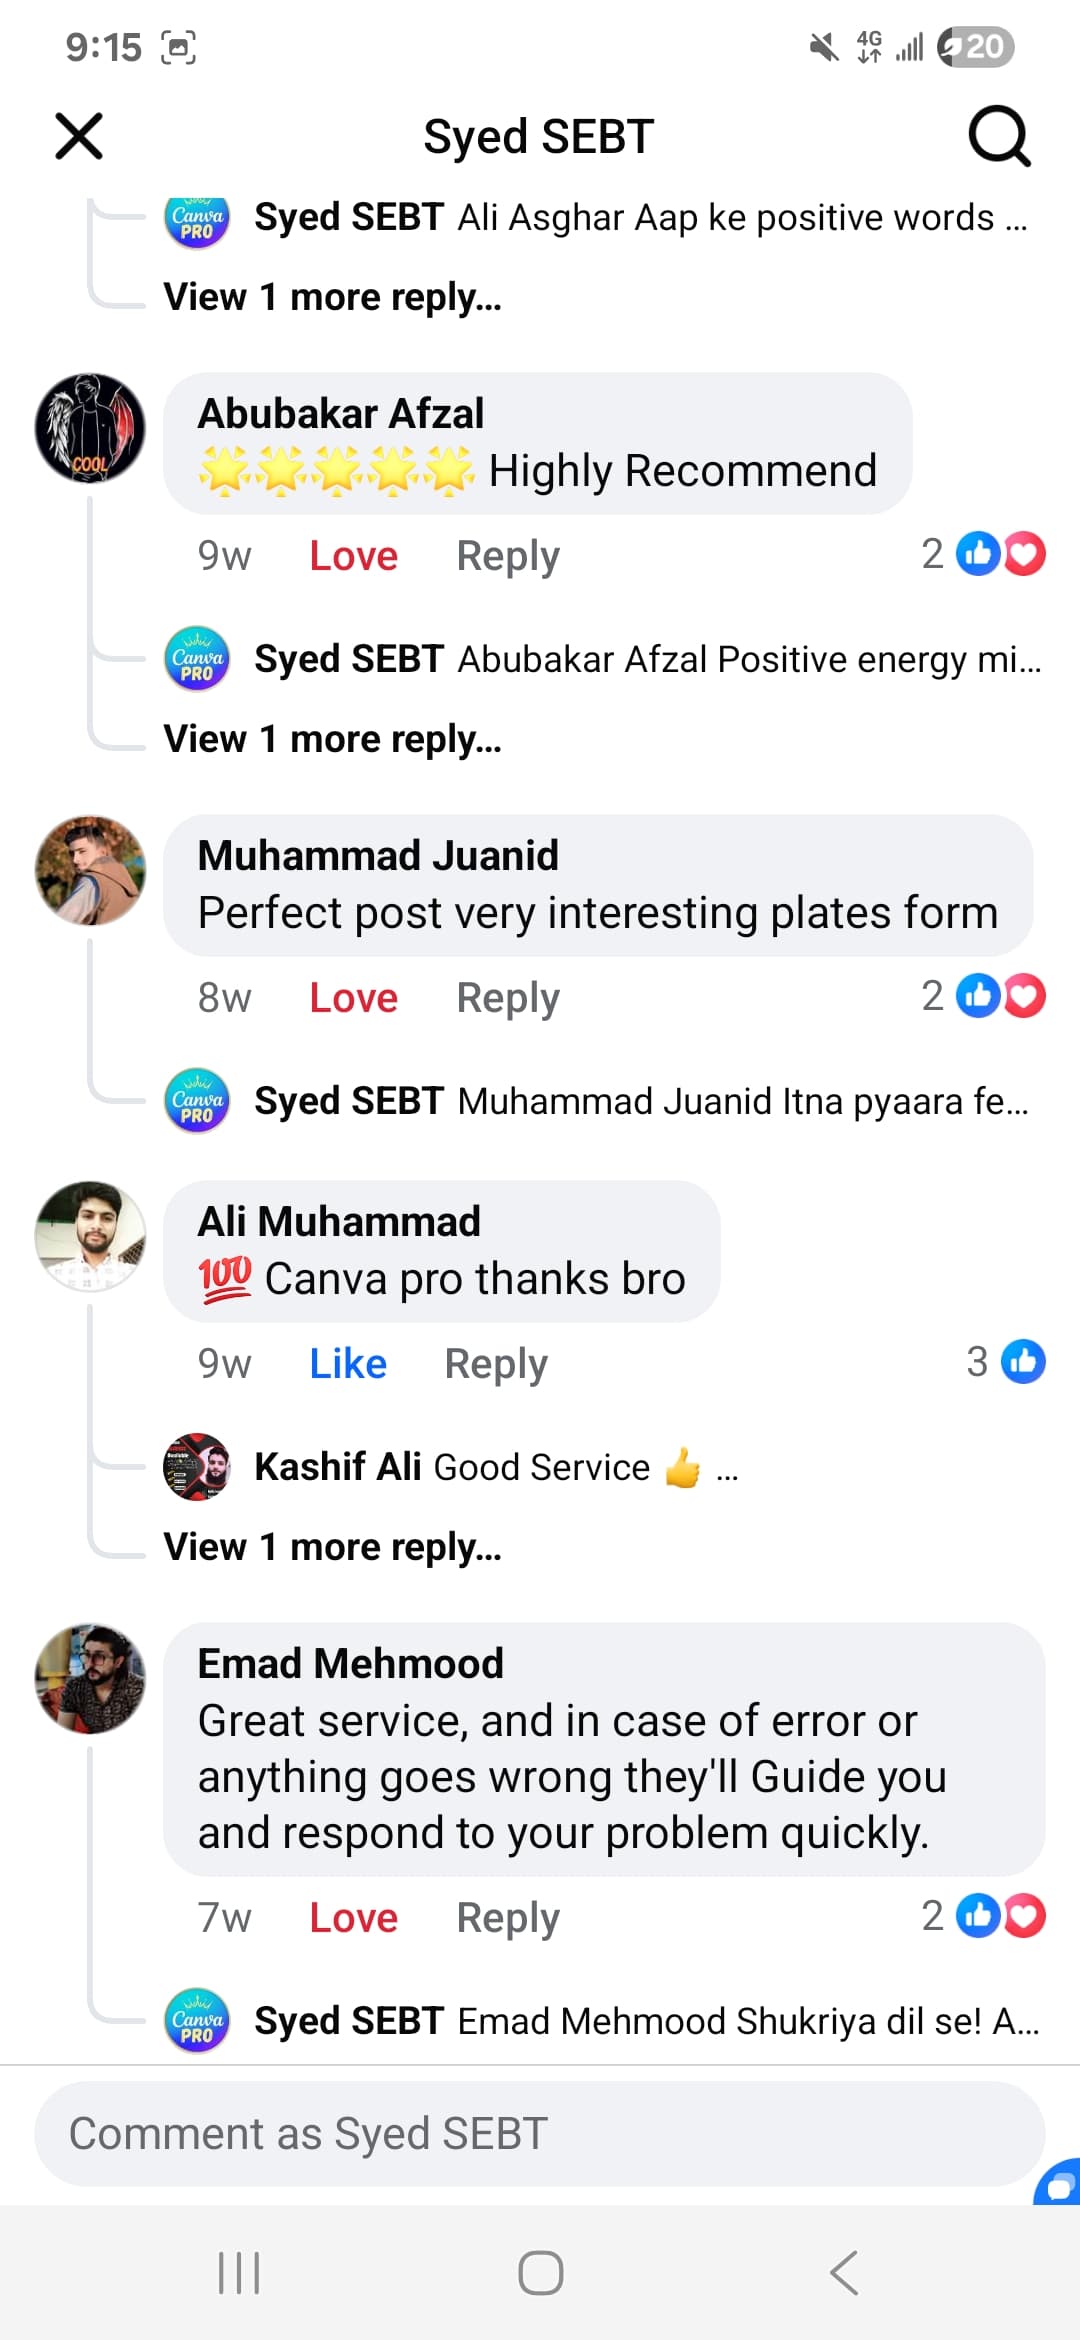 9:15 4G 20
Syed SEBT
Canva PRO Syed SEBT Ali Asghar Aap ke positive words ...
View 1 more reply...
COOL
Abubakar Afzal
🌟🌟🌟🌟🌟 Highly Recommend
9w Love Reply 2
Canva PRO Syed SEBT Abubakar Afzal Positive energy mi...
View 1 more reply...
Muhammad Juanid
Perfect post very interesting plates form
8w Love Reply 2
Canva PRO Syed SEBT Muhammad Juanid Itna pyaara fe...
Ali Muhammad
💯 Canva pro thanks bro
9w Like Reply 3
Kashif Ali Good Service 👍 ...
View 1 more reply...
Emad Mehmood
Great service, and in case of error or
anything goes wrong they'll Guide you
and respond to your problem quickly.
7w Love Reply 2
Canva PRO Syed SEBT Emad Mehmood Shukriya dil se! A...
Comment as Syed SEBT